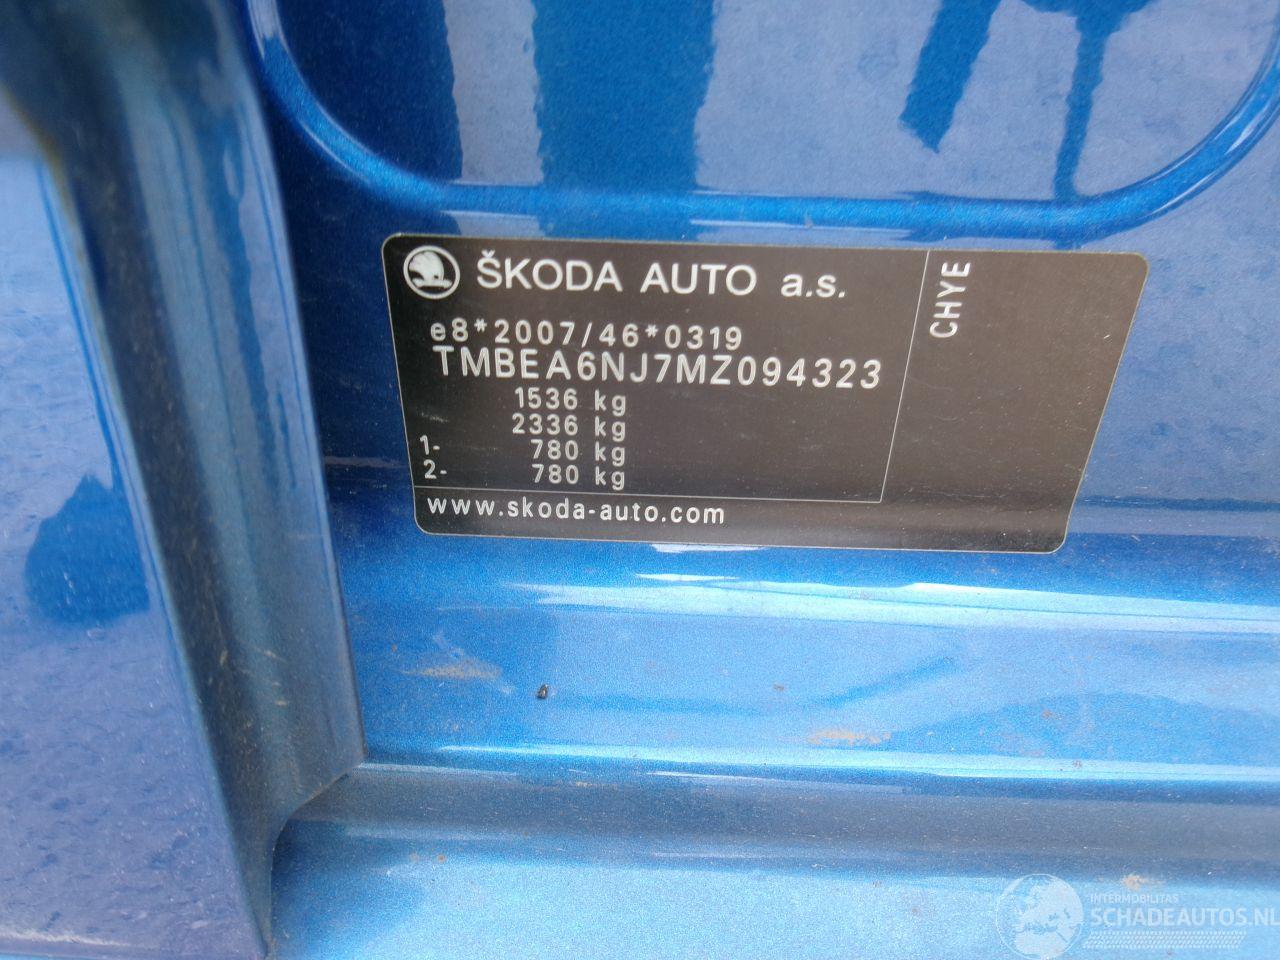 ŠKODA AUTO a.s.
CHYE
e8*2007/46*0319
TMBEA6NJ7MZ094323
1536 kg
2336 kg
1- 780 kg
2- 780 kg
www.skoda-auto.com
INTERMOBILITAS
SCHADEAUTOS.NL